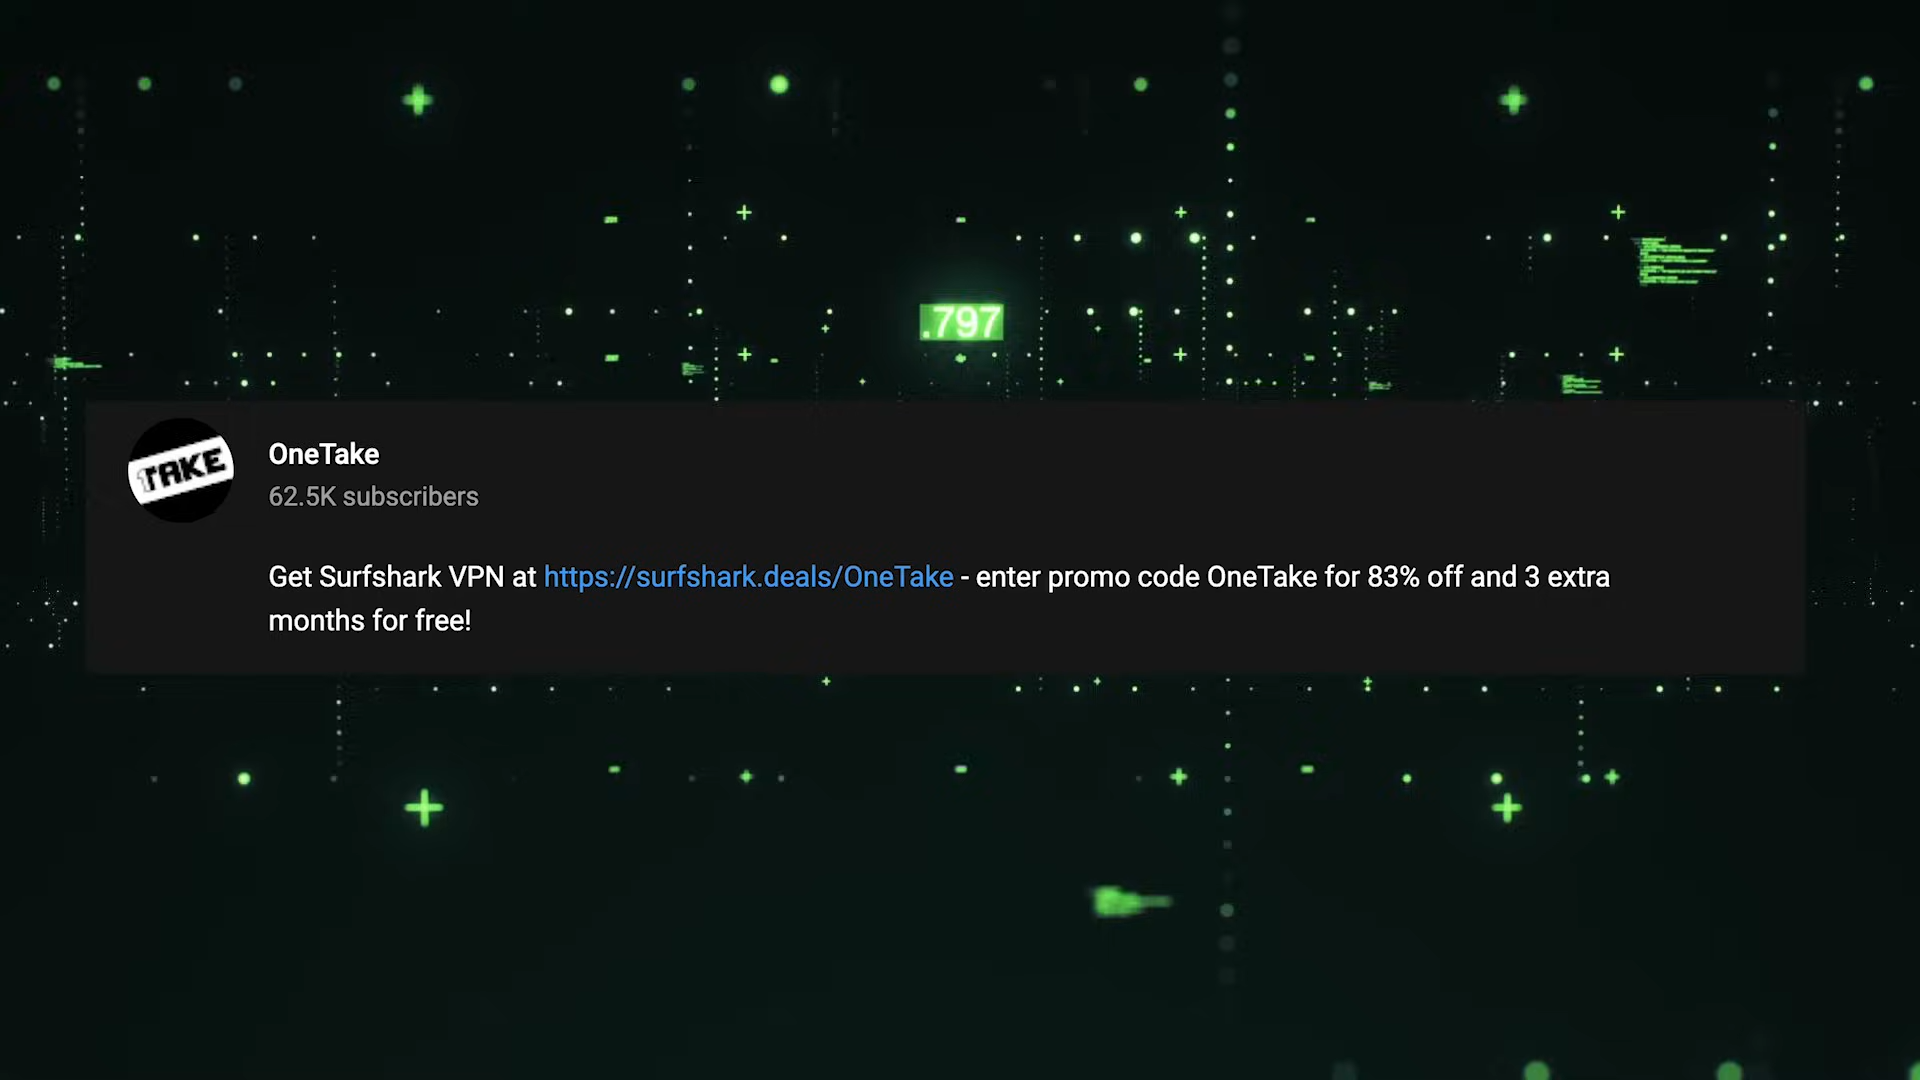 .797
1TAKE
OneTake
62.5K subscribers
Get Surfshark VPN at https://surfshark.deals/OneTake - enter promo code OneTake for 83% off and 3 extra
months for free!